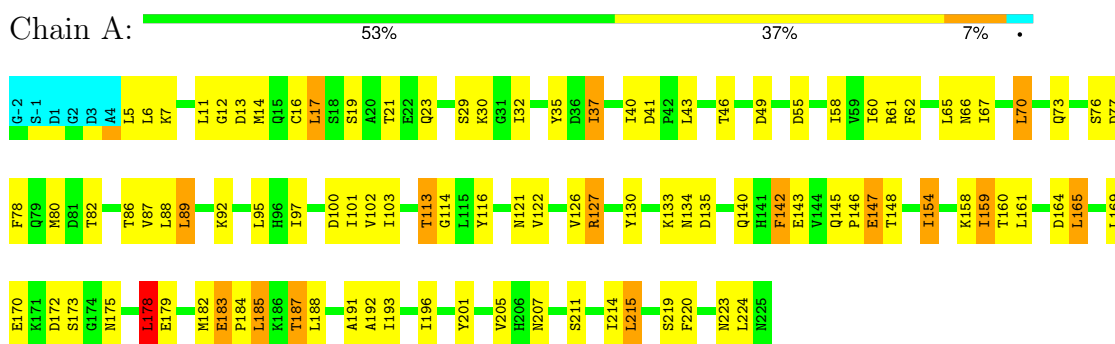 Chain A:
53% 37% 7% •
G-2 S-1 D1 G2 D3 A4 L5 L6 K7 L11 G12 D13 M14 Q15 C16 L17 S18 S19 A20 T21 E22 Q23 S29 K30 G31 I32 Y35 D36 I37 I40 D41 P42 L43 T46 D49 D55 I58 V59 I60 R61 F62 L65 N66 I67 L70 Q73 S76 D77
F78 Q79 M80 D81 T82 T86 V87 L88 L89 K92 L95 H96 I97 D100 I101 V102 I103 T113 G114 L115 Y116 N121 V122 V126 R127 Y130 K133 N134 D135 Q140 H141 F142 E143 V144 Q145 P146 E147 T148 I154 K158 I159 T160 L161 D164 L165 L169
E170 K171 D172 S173 G174 N175 L178 E179 M182 E183 P184 L185 K186 T187 L188 A191 A192 I193 I196 Y201 V205 H206 N207 S211 I214 L215 S219 F220 N223 L224 N225